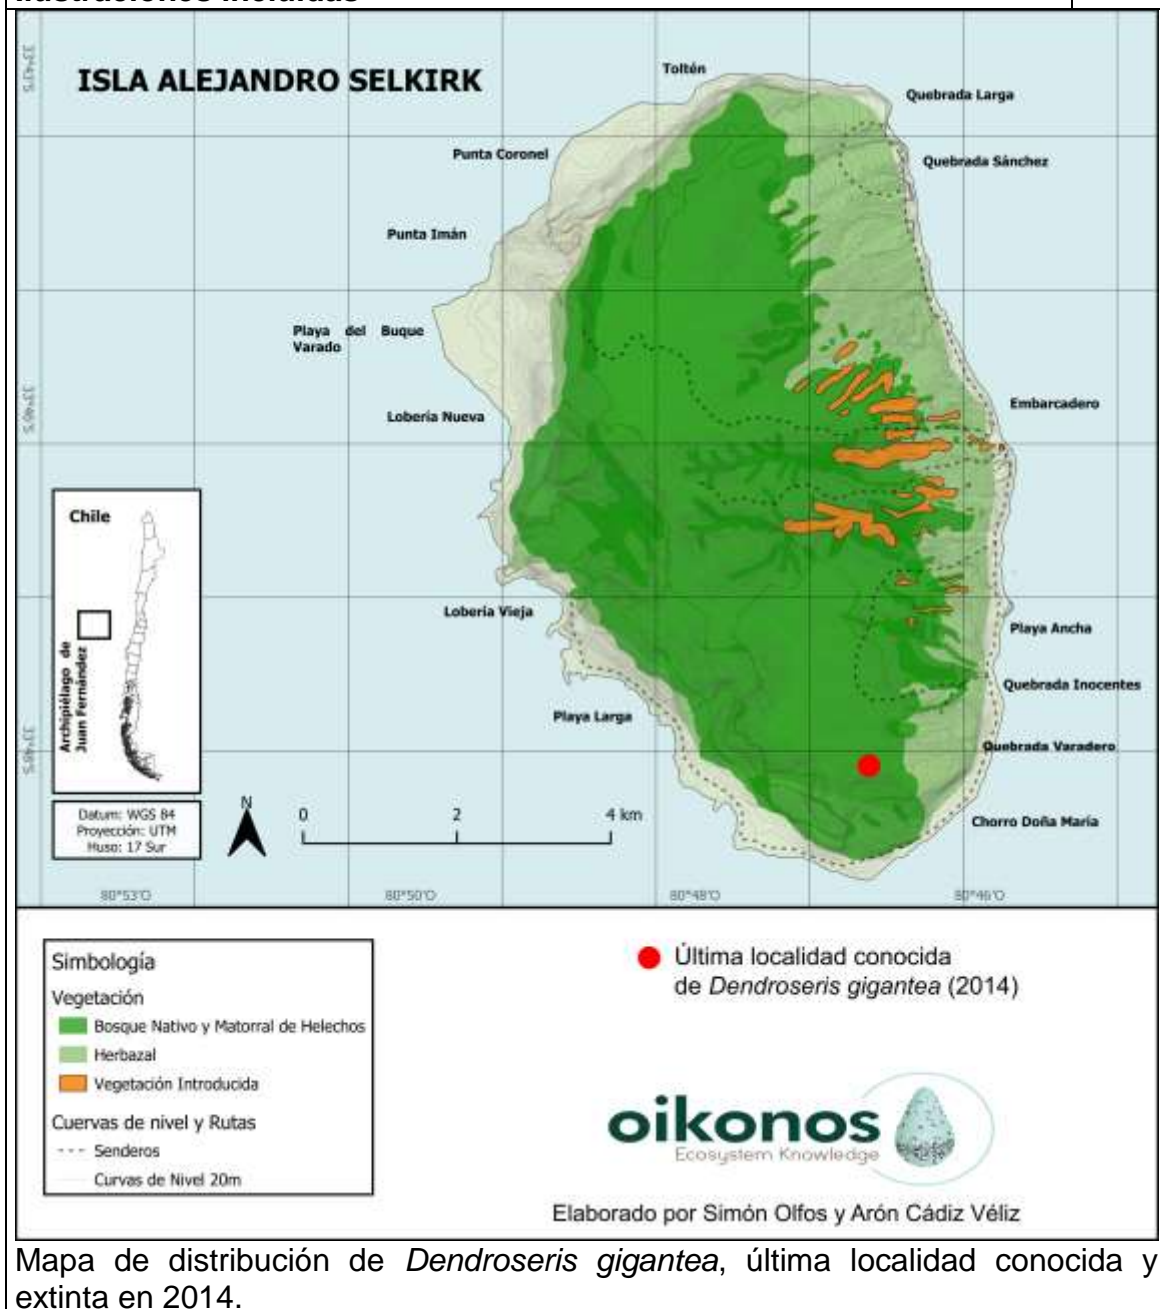 Ilustraciones incluidas
ISLA ALEJANDRO SELKIRK
Toltén
Quebrada Larga
Punta Coronel
Quebrada Sánchez
Punta Imán
Playa del Buque
Varado
Embarcadero
Lobería Nueva
Chile
Archipiélago de
Juan Fernández
Lobería Vieja
Playa Ancha
Quebrada Inocentes
Playa Larga
Quebrada Varadero
Chorro Doña María
Datum: WGS 84
Proyección: UTM
Huso: 17 Sur
N
0 2 4 km
80°53'O 80°50'O 80°48'O 80°46'O
Simbología
Vegetación
Bosque Nativo y Matorral de Helechos
Herbazal
Vegetación Introducida
Cuervas de nivel y Rutas
Senderos
Curvas de Nivel 20m
Última localidad conocida
de Dendroseris gigantea (2014)
oikonos
Ecosystem Knowledge
Elaborado por Simón Olfos y Arón Cádiz Véliz
Mapa de distribución de Dendroseris gigantea, última localidad conocida y
extinta en 2014.